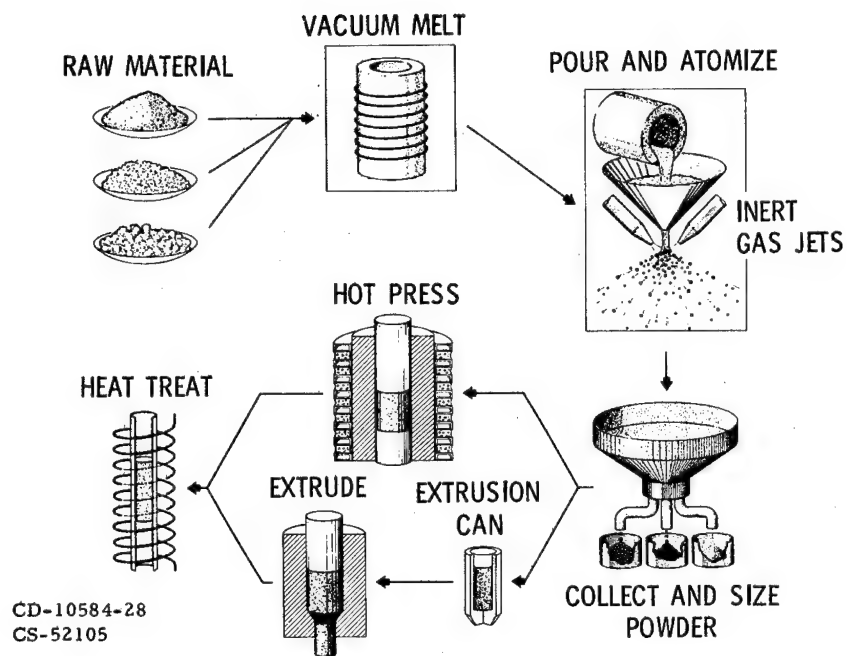 VACUUM MELT
RAW MATERIAL
POUR AND ATOMIZE
INERT
GAS JETS
HOT PRESS
HEAT TREAT
EXTRUDE
EXTRUSION
CAN
COLLECT AND SIZE
POWDER
CD-10584-28
CS-52105